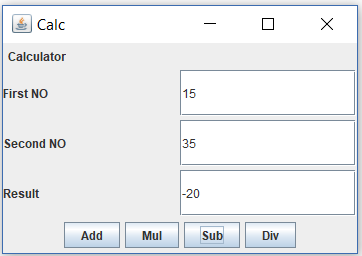 Calc
Calculator
First NO 15
Second NO 35
Result -20
Add Mul Sub Div